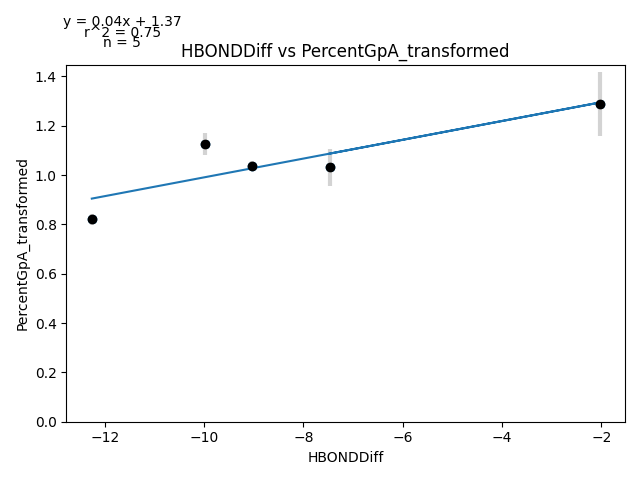 y = 0.04x + 1.37
r^2 = 0.75
n = 5
HBONDDiff vs PercentGpA_transformed
1.4
1.2
1.0
0.8
0.6
0.4
0.2
0.0
PercentGpA_transformed
−12
−10
−8
−6
−4
−2
HBONDDiff